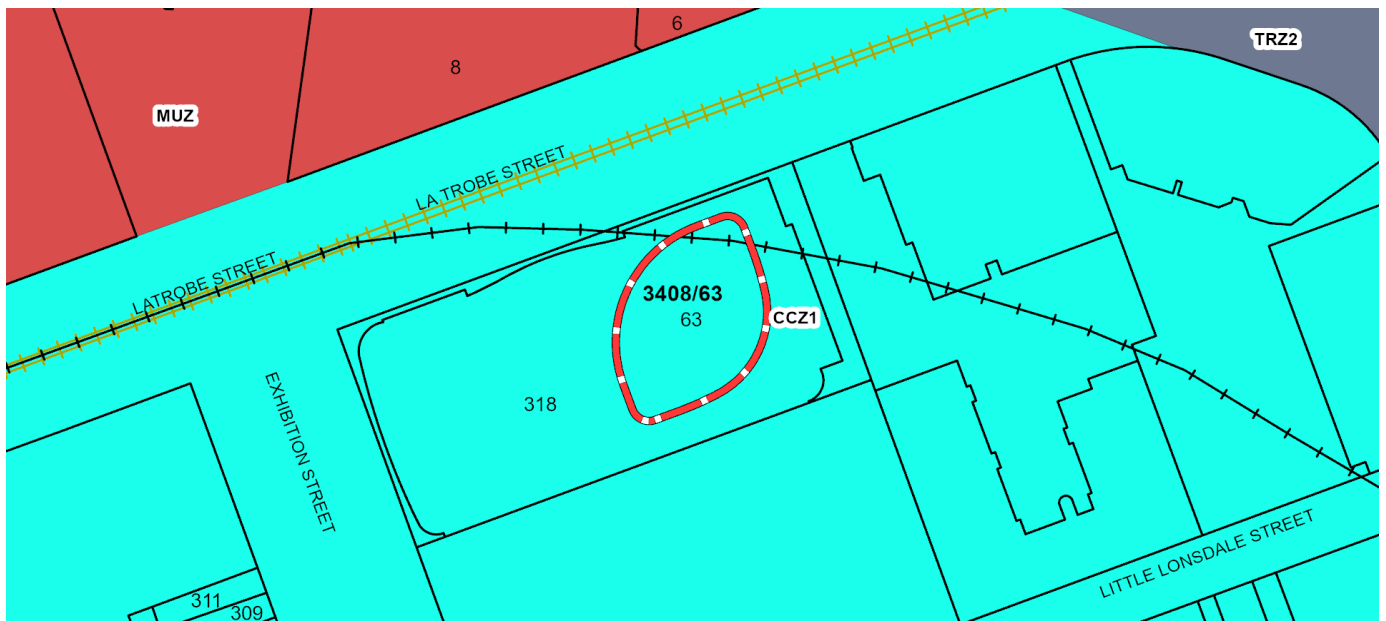 6
TRZ2
8
MUZ
LA TROBE STREET
LATROBE STREET
3408/63
63
CCZ1
318
EXHIBITION STREET
LITTLE LONSDALE STREET
311
309